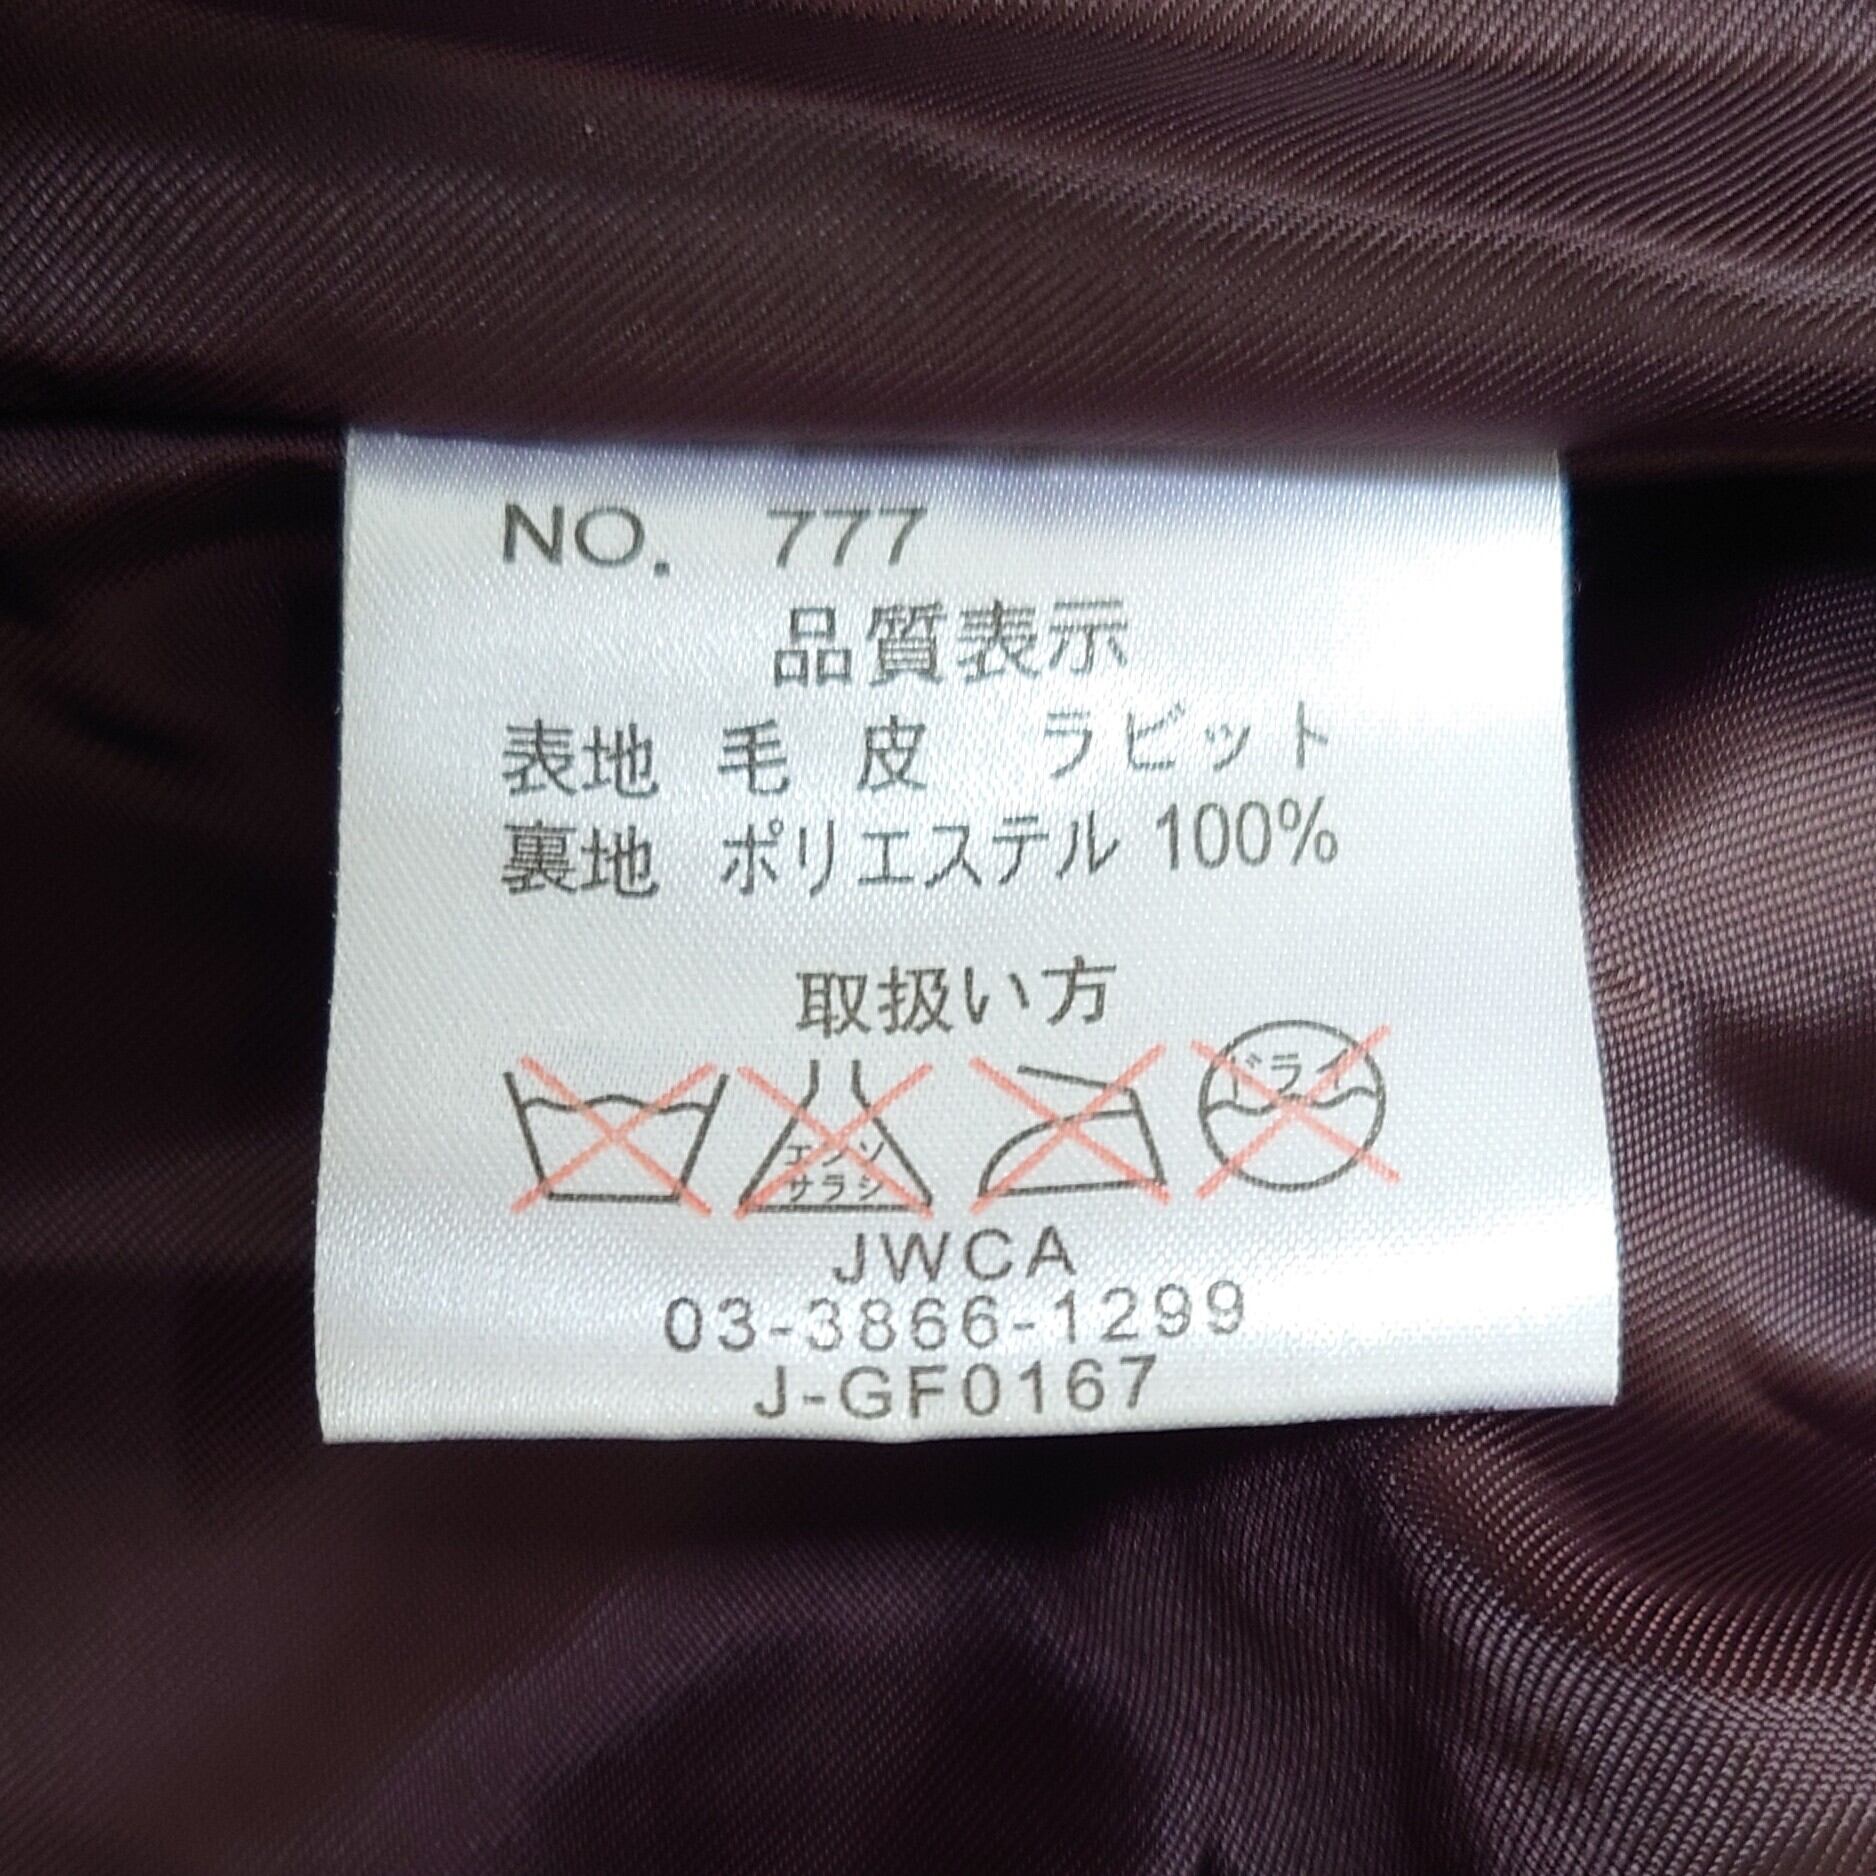 NO. 777
品質表示
表地 毛 皮 ラビット
裏地 ポリエステル 100%
取扱い方
エンソ
サラシ
ドライ
JWCA
03-3866-1299
J-GF0167